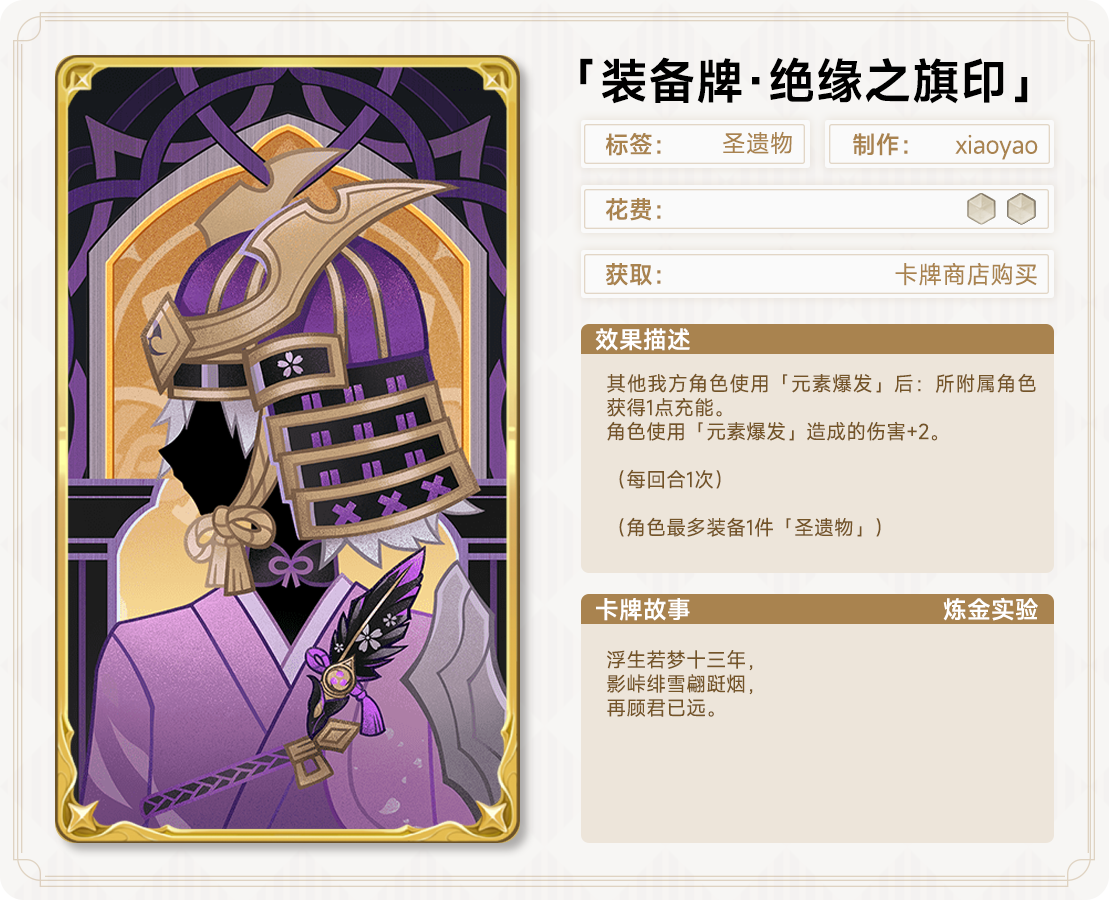 「装备牌·绝缘之旗印」
标签： 圣遗物 制作： xiaoyao
花费：
获取： 卡牌商店购买
效果描述
其他我方角色使用「元素爆发」后：所附属角色
获得1点充能。
角色使用「元素爆发」造成的伤害+2。
（每回合1次）
（角色最多装备1件「圣遗物」）
卡牌故事 炼金实验
浮生若梦十三年，
影峙绯雪翩跹烟，
再顾君已远。